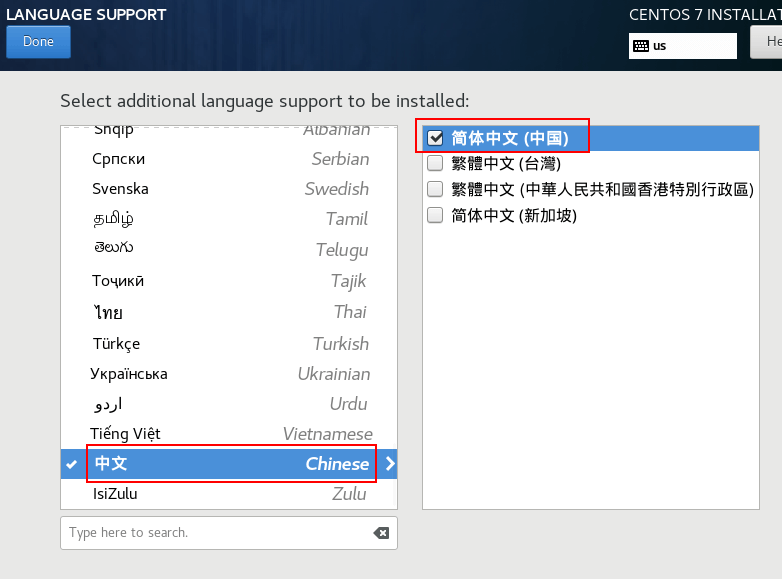 LANGUAGE SUPPORT
CENTOS 7 INSTALLAT
Done
us
He
Select additional language support to be installed:
Shqip Albanian
Српски Serbian
Svenska Swedish
தமிழ் Tamil
తెలుగు Telugu
Тоҷикӣ Tajik
ไทย Thai
Türkçe Turkish
Українська Ukrainian
اردو Urdu
Tiếng Việt Vietnamese
中文 Chinese
IsiZulu Zulu
Type here to search.
简体中文 (中国)
繁體中文 (台灣)
繁體中文 (中華人民共和國香港特別行政區)
简体中文 (新加坡)